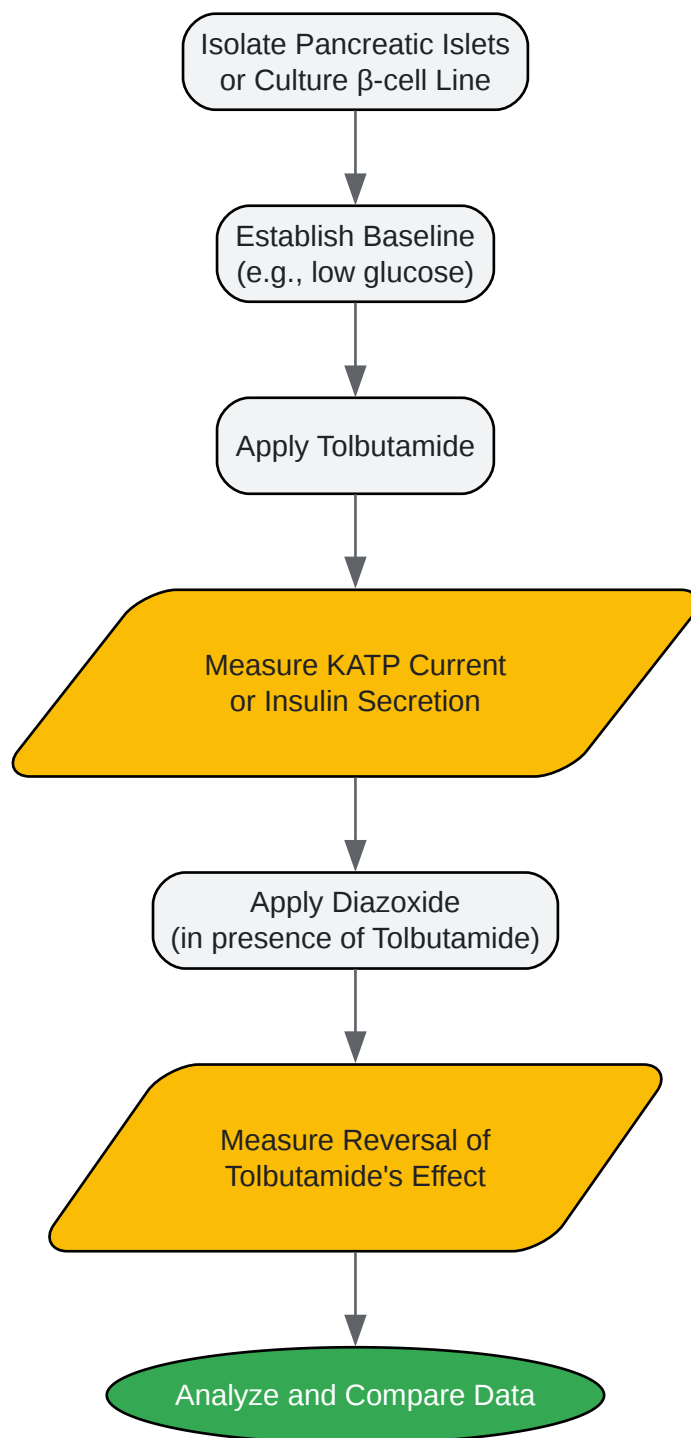 Isolate Pancreatic Islets
or Culture β-cell Line
Establish Baseline
(e.g., low glucose)
Apply Tolbutamide
Measure KATP Current
or Insulin Secretion
Apply Diazoxide
(in presence of Tolbutamide)
Measure Reversal of
Tolbutamide's Effect
Analyze and Compare Data